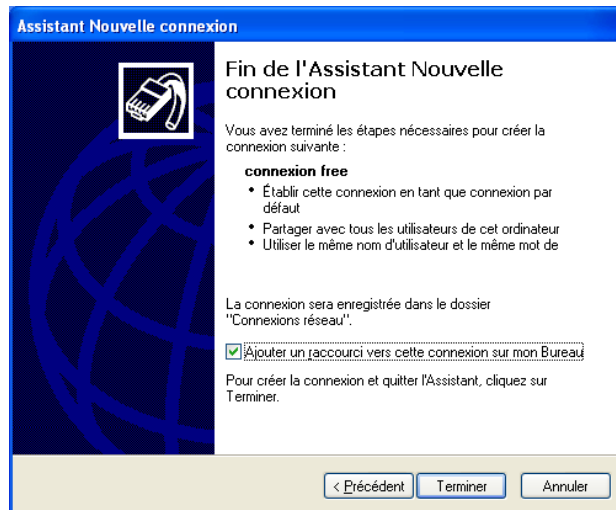 Assistant Nouvelle connexion
Fin de l'Assistant Nouvelle
connexion
Vous avez terminé les étapes nécessaires pour créer la
connexion suivante :
connexion free
• Établir cette connexion en tant que connexion par
défaut
• Partager avec tous les utilisateurs de cet ordinateur
• Utiliser le même nom d'utilisateur et le même mot de
La connexion sera enregistrée dans le dossier
"Connexions réseau".
Ajouter un raccourci vers cette connexion sur mon Bureau
Pour créer la connexion et quitter l'Assistant, cliquez sur
Terminer.
< Précédent Terminer Annuler